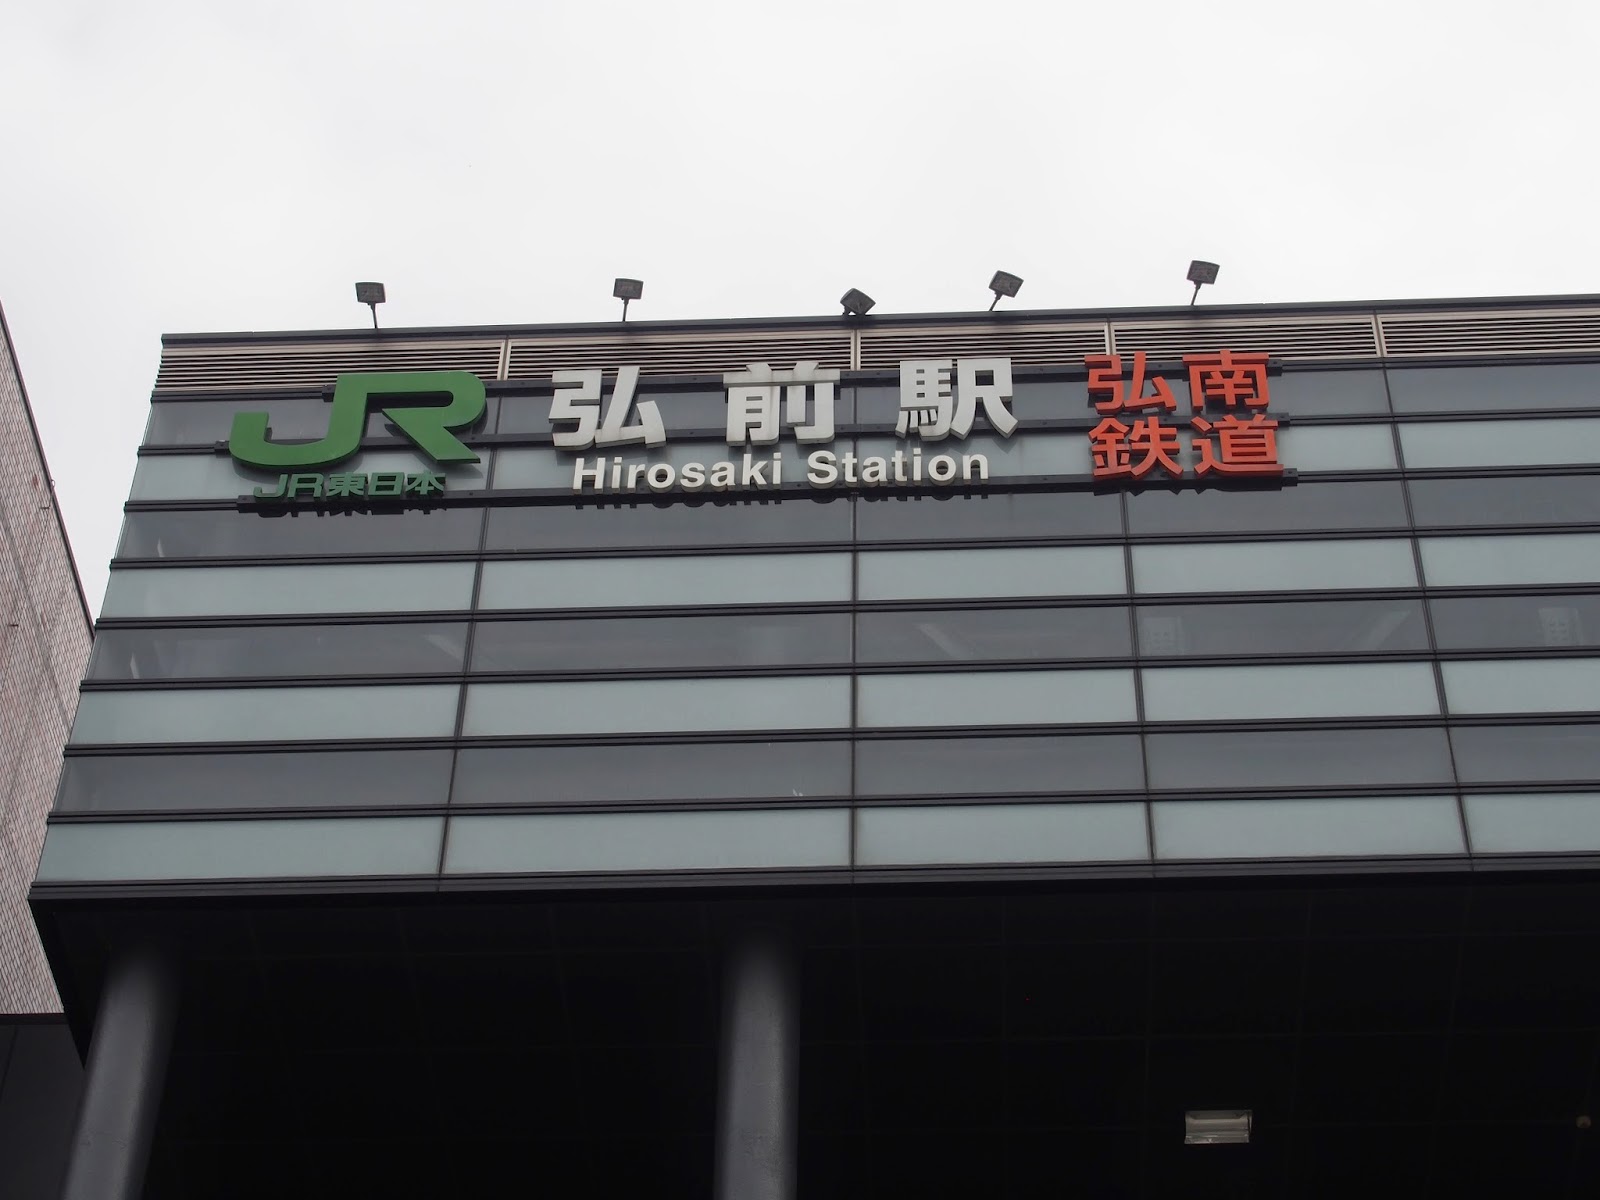 JR
JR東日本
弘前駅
Hirosaki Station
弘南
鉄道